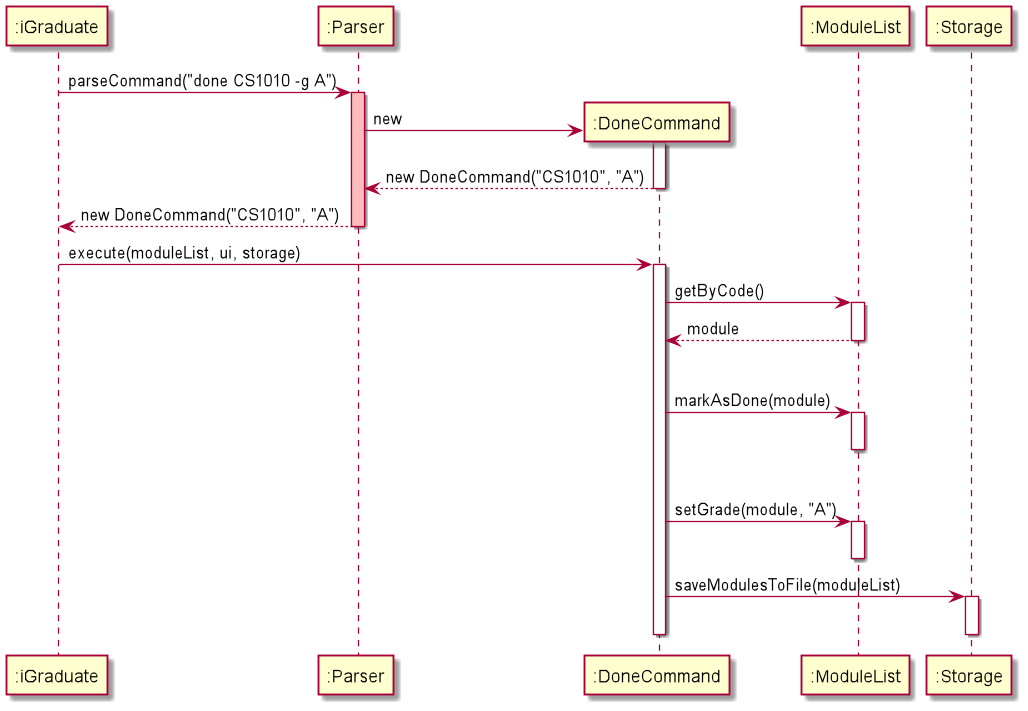 :iGraduate
:Parser
:ModuleList
:Storage
parseCommand("done CS1010 -g A")
new
:DoneCommand
new DoneCommand("CS1010", "A")
new DoneCommand("CS1010", "A")
execute(moduleList, ui, storage)
getByCode()
module
markAsDone(module)
setGrade(module, "A")
saveModulesToFile(moduleList)
:iGraduate
:Parser
:DoneCommand
:ModuleList
:Storage